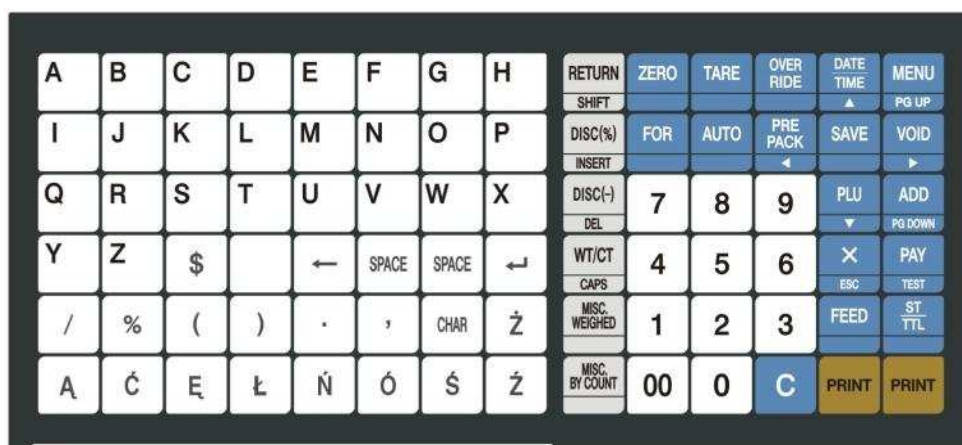 A B C D E F G H RETURN ZERO TARE OVER RIDE DATE TIME MENU
SHIFT ▲ PG UP
I J K L M N O P DISC(%) FOR AUTO PRE PACK SAVE VOID
INSERT ◄ ►
Q R S T U V W X DISC(-) 7 8 9 PLU ADD
DEL ▼ PG DOWN
Y Z $ ← SPACE SPACE ↵ WT/CT 4 5 6 × PAY
CAPS ESC TEST
/ % ( ) . , CHAR Ż MISC. WEIGHED 1 2 3 FEED ST TTL
Ą Ć Ę Ł Ń Ó Ś Ź MISC. BY COUNT 00 0 C PRINT PRINT